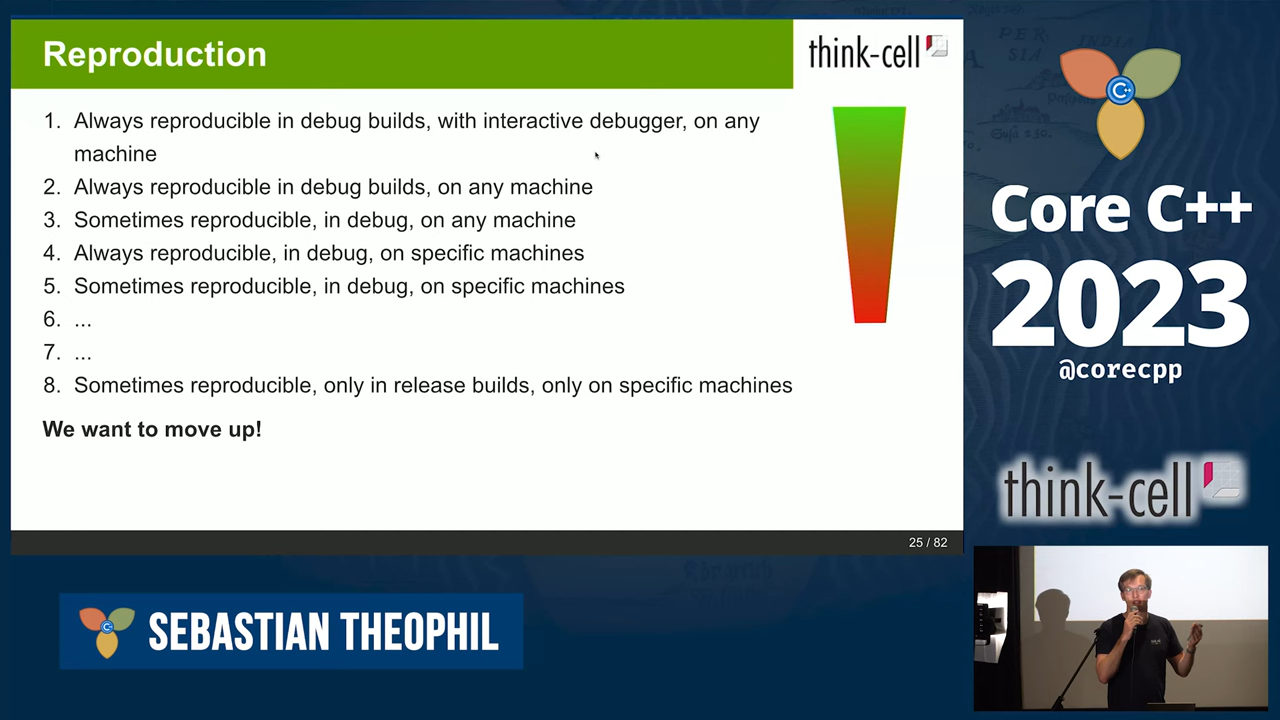 Reproduction
think-cell
1. Always reproducible in debug builds, with interactive debugger, on any
machine
2. Always reproducible in debug builds, on any machine
3. Sometimes reproducible, in debug, on any machine
4. Always reproducible, in debug, on specific machines
5. Sometimes reproducible, in debug, on specific machines
6. ...
7. ...
8. Sometimes reproducible, only in release builds, only on specific machines
We want to move up!
25 / 82
C++
Core C++
2023
@corecpp
think-cell
C++
SEBASTIAN THEOPHIL